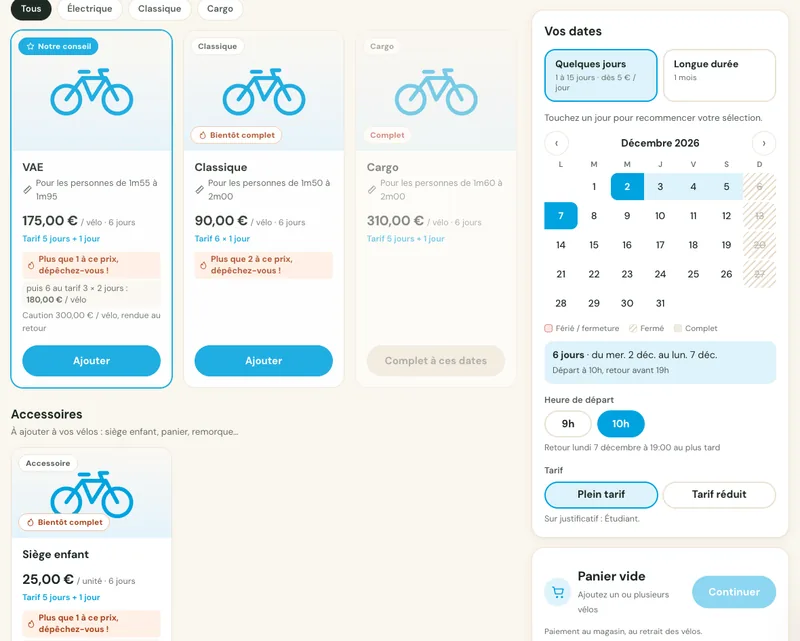 Tous
Électrique
Classique
Cargo
Notre conseil
VAE
Pour les personnes de 1m55 à
1m95
175,00 € / vélo · 6 jours
Tarif 5 jours + 1 jour
Plus que 1 à ce prix,
dépêchez-vous !
puis 6 au tarif 3 × 2 jours :
180,00 € / vélo
Caution 300,00 € / vélo, rendue au
retour
Ajouter
Classique
Bientôt complet
Classique
Pour les personnes de 1m50 à
2m00
90,00 € / vélo · 6 jours
Tarif 6 × 1 jour
Plus que 2 à ce prix,
dépêchez-vous !
Ajouter
Cargo
Complet
Cargo
Pour les personnes de 1m60 à
2m00
310,00 € / vélo · 6 jours
Tarif 5 jours + 1 jour
Complet à ces dates
Accessoires
À ajouter à vos vélos : siège enfant, panier, remorque…
Accessoire
Bientôt complet
Siège enfant
25,00 € / unité · 6 jours
Tarif 5 jours + 1 jour
Plus que 1 à ce prix,
dépêchez-vous !
Vos dates
Quelques jours
1 à 15 jours · dès 5 € /
jour
Longue durée
1 mois
Touchez un jour pour recommencer votre sélection.
‹ Décembre 2026 ›
L M M J V S D
1 2 3 4 5 6
7 8 9 10 11 12 13
14 15 16 17 18 19 20
21 22 23 24 25 26 27
28 29 30 31
Férié / fermeture Fermé Complet
6 jours · du mer. 2 déc. au lun. 7 déc.
Départ à 10h, retour avant 19h
Heure de départ
9h 10h
Retour lundi 7 décembre à 19:00 au plus tard
Tarif
Plein tarif Tarif réduit
Sur justificatif : Étudiant.
Panier vide
Ajoutez un ou plusieurs
vélos
Continuer
Paiement au magasin, au retrait des vélos.